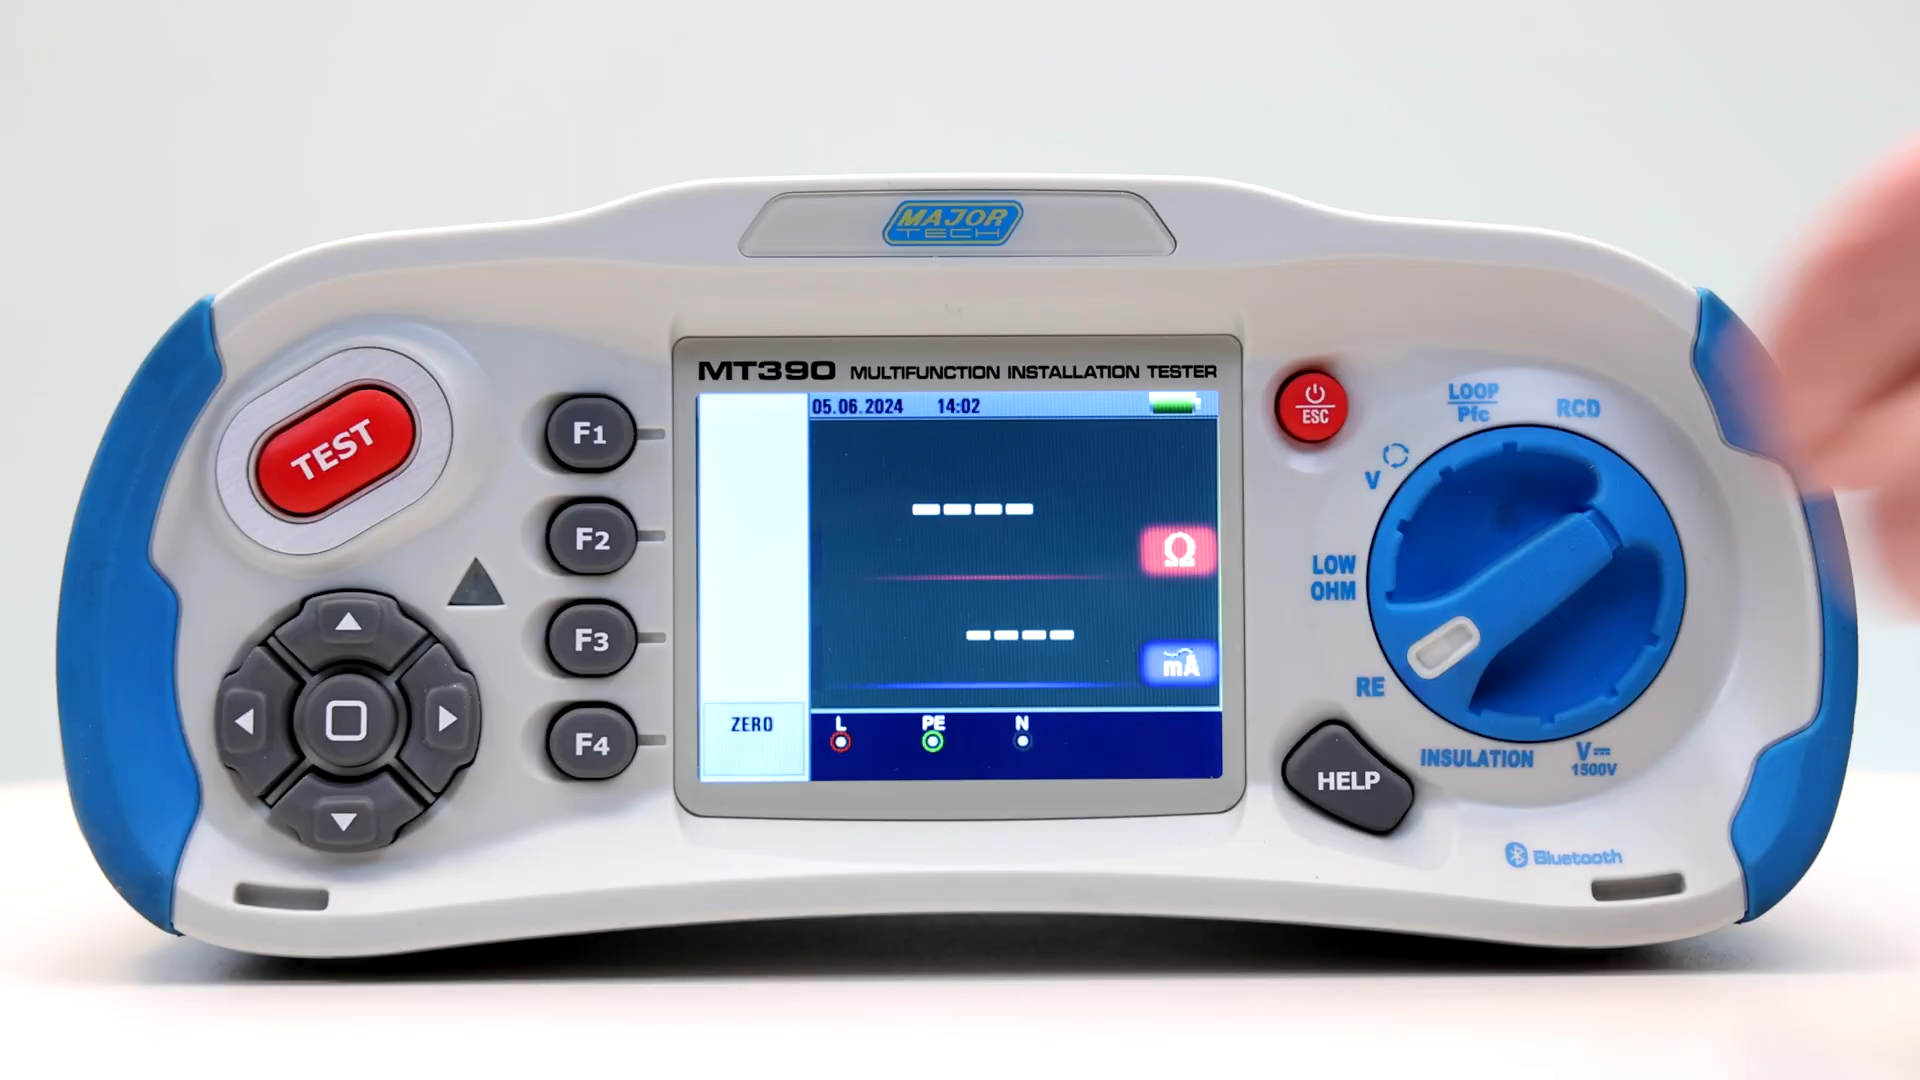 MAJOR
TECH
MT390 MULTIFUNCTION INSTALLATION TESTER
05.06.2024 14:02
TEST
F1
F2
F3
F4
Ω
mA
ZERO
L PE N
ESC
HELP
LOOP
Pfc
RCD
V
LOW
OHM
RE
INSULATION
V
1500V
Bluetooth